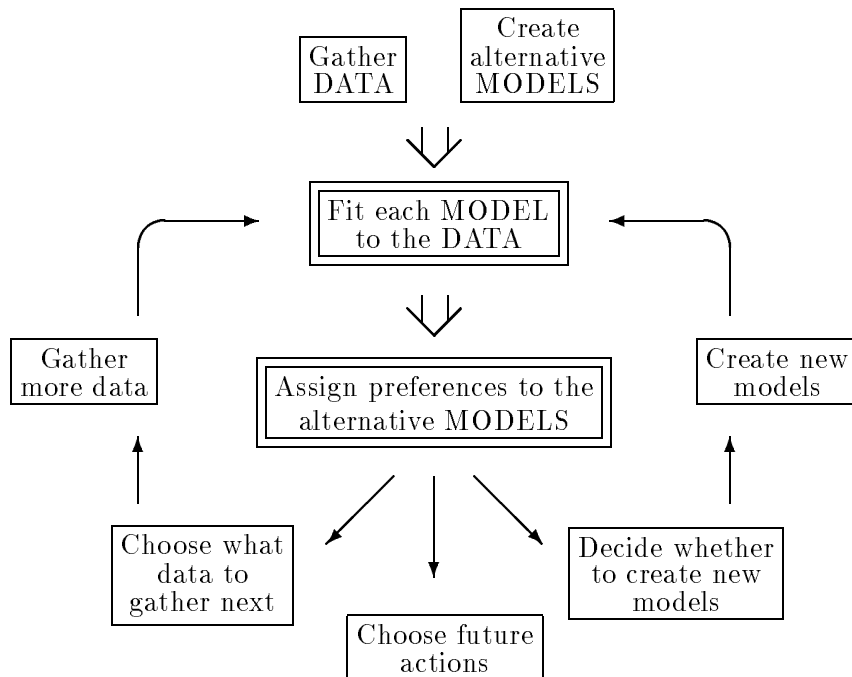 Gather
DATA
Create
alternative
MODELS
Fit each MODEL
to the DATA
Gather
more data
Assign preferences to the
alternative MODELS
Create new
models
Choose what
data to
gather next
Choose future
actions
Decide whether
to create new
models